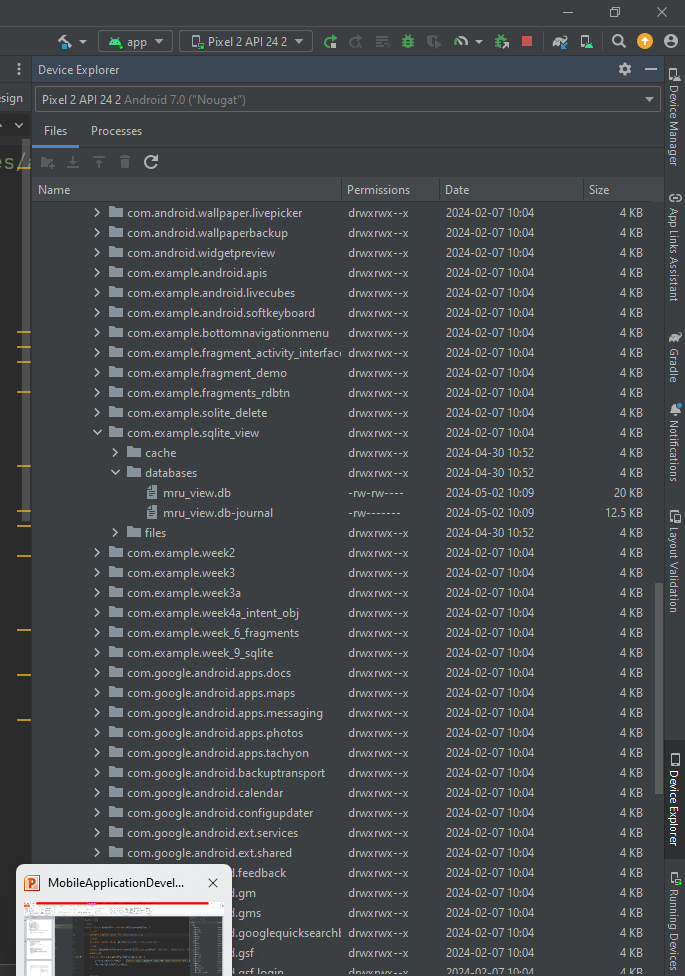 app
Pixel 2 API 24 2
Device Explorer
esign
Pixel 2 API 24 2 Android 7.0 ("Nougat")
Files Processes
es/
Name Permissions Date Size
com.android.wallpaper.livepicker drwxrwx--x 2024-02-07 10:04 4 KB
com.android.wallpaperbackup drwxrwx--x 2024-02-07 10:04 4 KB
com.android.widgetpreview drwxrwx--x 2024-02-07 10:04 4 KB
com.example.android.apis drwxrwx--x 2024-02-07 10:04 4 KB
com.example.android.livecubes drwxrwx--x 2024-02-07 10:04 4 KB
com.example.android.softkeyboard drwxrwx--x 2024-02-07 10:04 4 KB
com.example.bottomnavigationmenu drwxrwx--x 2024-02-07 10:04 4 KB
com.example.fragment_activity_interface drwxrwx--x 2024-02-07 10:04 4 KB
com.example.fragment_demo drwxrwx--x 2024-02-07 10:04 4 KB
com.example.fragments_rdbtn drwxrwx--x 2024-02-07 10:04 4 KB
com.example.solite_delete drwxrwx--x 2024-02-07 10:04 4 KB
com.example.sqlite_view drwxrwx--x 2024-02-07 10:04 4 KB
cache drwxrwx--x 2024-04-30 10:52 4 KB
databases drwxrwx--x 2024-04-30 10:52 4 KB
mru_view.db -rw-rw---- 2024-05-02 10:09 20 KB
mru_view.db-journal -rw------- 2024-05-02 10:09 12.5 KB
files drwxrwx--x 2024-04-30 10:52 4 KB
com.example.week2 drwxrwx--x 2024-02-07 10:04 4 KB
com.example.week3 drwxrwx--x 2024-02-07 10:04 4 KB
com.example.week3a drwxrwx--x 2024-02-07 10:04 4 KB
com.example.week4a_intent_obj drwxrwx--x 2024-02-07 10:04 4 KB
com.example.week_6_fragments drwxrwx--x 2024-02-07 10:04 4 KB
com.example.week_9_sqlite drwxrwx--x 2024-02-07 10:04 4 KB
com.google.android.apps.docs drwxrwx--x 2024-02-07 10:04 4 KB
com.google.android.apps.maps drwxrwx--x 2024-02-07 10:04 4 KB
com.google.android.apps.messaging drwxrwx--x 2024-02-07 10:04 4 KB
com.google.android.apps.photos drwxrwx--x 2024-02-07 10:04 4 KB
com.google.android.apps.tachyon drwxrwx--x 2024-02-07 10:04 4 KB
com.google.android.backuptransport drwxrwx--x 2024-02-07 10:04 4 KB
com.google.android.calendar drwxrwx--x 2024-02-07 10:04 4 KB
com.google.android.configupdater drwxrwx--x 2024-02-07 10:04 4 KB
com.google.android.ext.services drwxrwx--x 2024-02-07 10:04 4 KB
com.google.android.ext.shared drwxrwx--x 2024-02-07 10:04 4 KB
d.feedback drwxrwx--x 2024-02-07 10:04 4 KB
d.gm drwxrwx--x 2024-02-07 10:04 4 KB
d.gms drwxrwx--x 2024-02-07 10:04 4 KB
d.googlequicksearchb drwxrwx--x 2024-02-07 10:04 4 KB
d.gsf drwxrwx--x 2024-02-07 10:04 4 KB
d.gsf.login drwxrwx--x 2024-02-07 10:04 4 KB
MobileApplicationDevel...
Device Manager
App Links Assistant
Gradle
Notifications
Layout Validation
Device Explorer
Running Devices